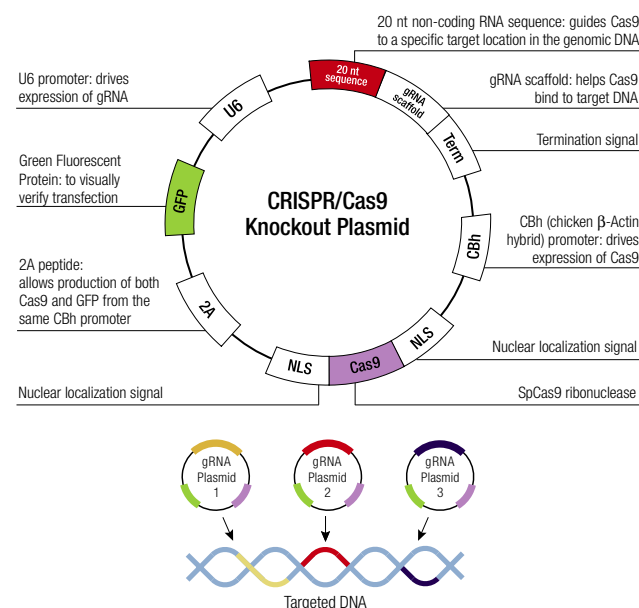 20 nt non-coding RNA sequence: guides Cas9
to a specific target location in the genomic DNA
U6 promoter: drives
expression of gRNA
gRNA scaffold: helps Cas9
bind to target DNA
Termination signal
Green Fluorescent
Protein: to visually
verify transfection
CBh (chicken β-Actin
hybrid) promoter: drives
expression of Cas9
2A peptide:
allows production of both
Cas9 and GFP from the
same CBh promoter
Nuclear localization signal
Nuclear localization signal
SpCas9 ribonuclease
CRISPR/Cas9
Knockout Plasmid
20 nt
sequence
gRNA
scaffold
Term
CBh
NLS
Cas9
NLS
2A
GFP
U6
gRNA
Plasmid
1
gRNA
Plasmid
2
gRNA
Plasmid
3
Targeted DNA